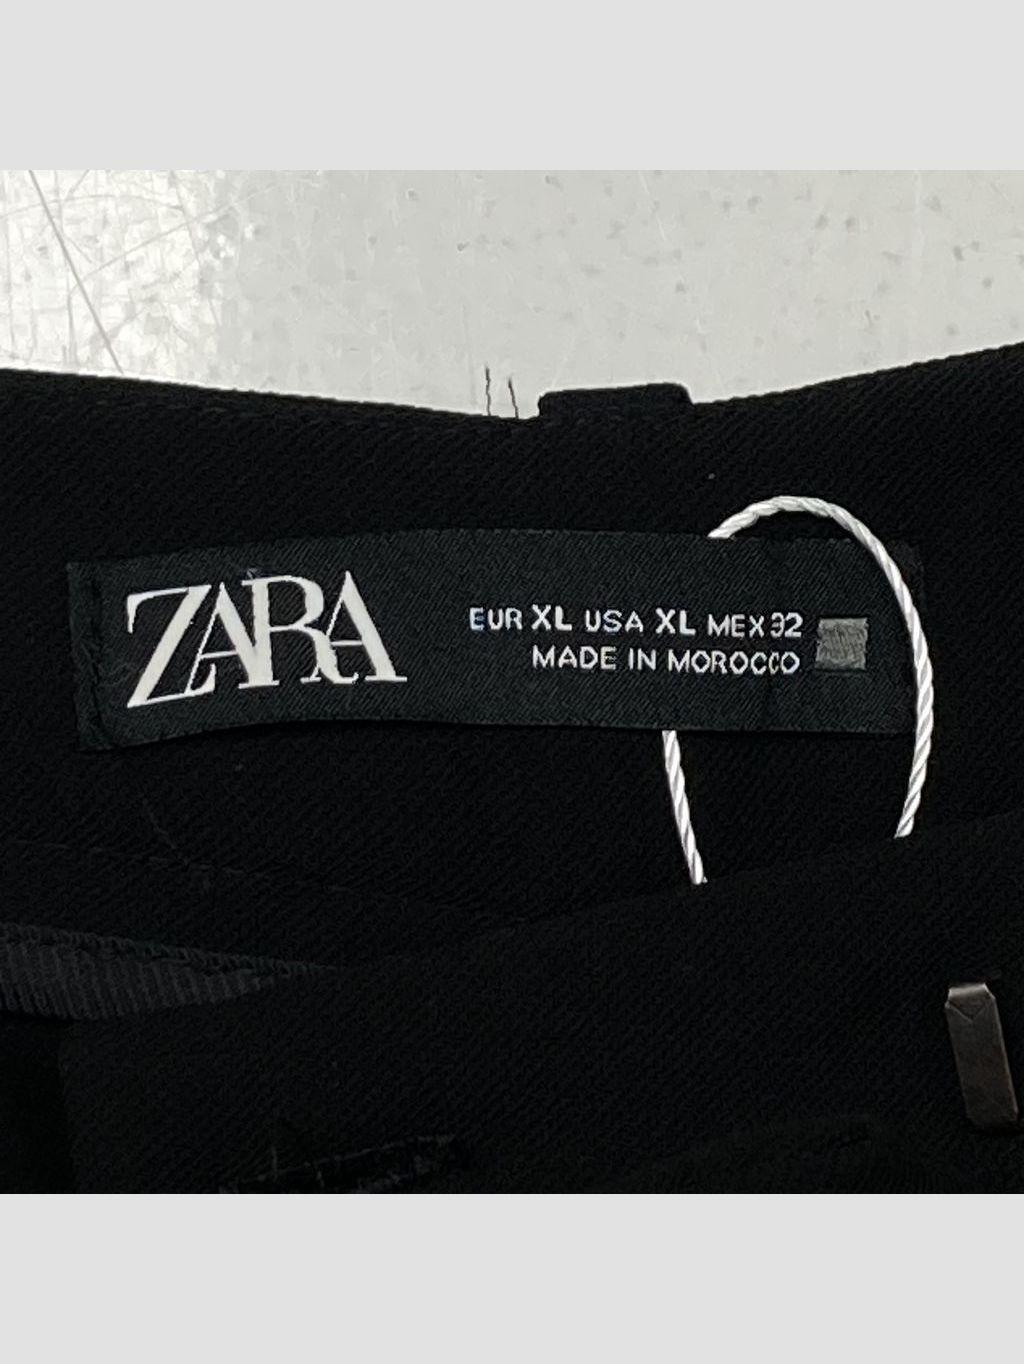 ZARA
EUR XL USA XL MEX 32
MADE IN MOROCCO